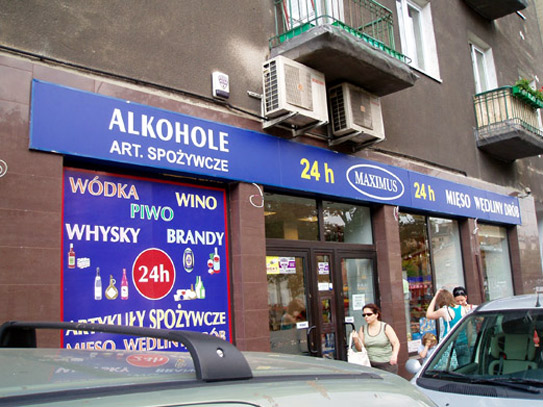 ALKOHOLE
ART. SPOŻYWCZE
24 h
MAXIMUS
24 h
MIĘSO WĘDLINY DRÓB
WÓDKA
WINO
PIWO
WHYSKY
BRANDY
24h
ARTYKUŁY SPOŻYWCZE
MIĘSO WĘDLINY DRÓB